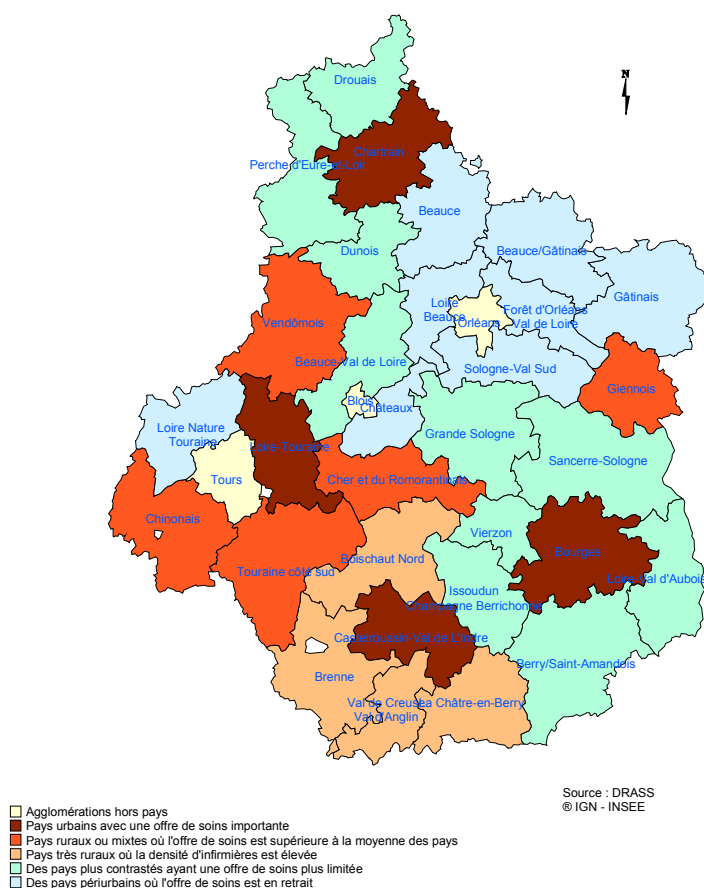 N
Drouais
Chartrain
Perche d'Eure-et-Loir
Beauce
Dunois
Beauce/Gâtinais
Gâtinais
Loire
Beauce
Orléans
Forêt d'Orléans
Val de Loire
Vendômois
Beauce-Val de Loire
Sologne-Val Sud
Giennois
Blois
Châteaux
Loire Nature
Touraine
Loire-Touraine
Grande Sologne
Sancerre-Sologne
Tours
Cher et du Romorantinais
Chinonais
Vierzon
Bourges
Boischaut Nord
Touraine côté sud
Issoudun
Champagne Berrichonne
Loire-Val d'Aubois
Castelroussin-Val de L'Indre
Berry/Saint-Amandois
Brenne
Val de Creuse
Val d'Anglin
La Châtre-en-Berry
Source : DRASS
® IGN - INSEE
Agglomérations hors pays
Pays urbains avec une offre de soins importante
Pays ruraux ou mixtes où l'offre de soins est supérieure à la moyenne des pays
Pays très ruraux où la densité d'infirmières est élevée
Des pays plus contrastés ayant une offre de soins plus limitée
Des pays périurbains où l'offre de soins est en retrait